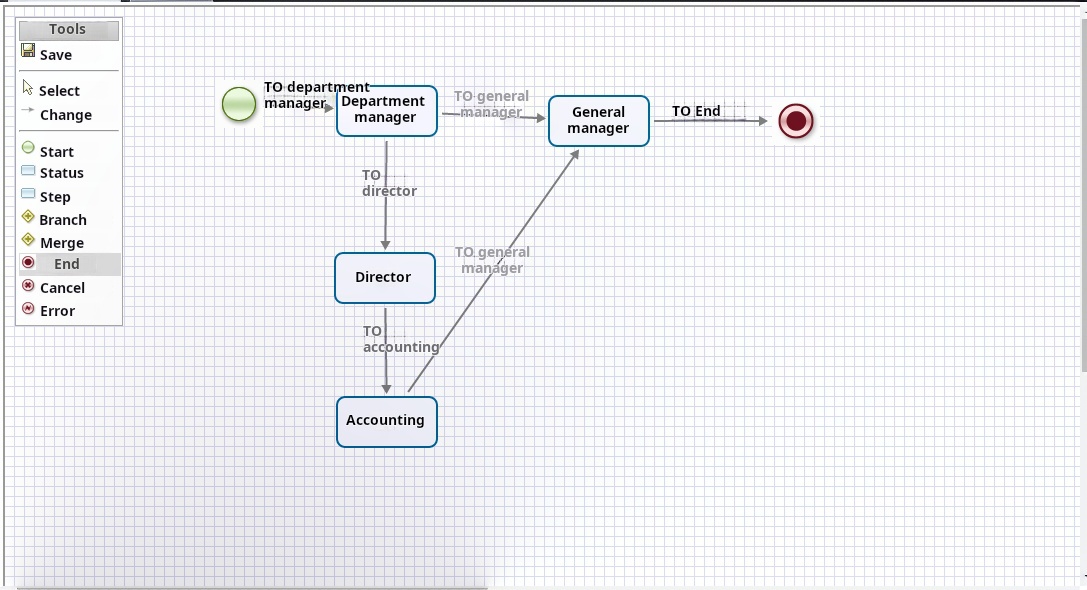 Tools
Save
Select
Change
Start
Status
Step
Branch
Merge
End
Cancel
Error
TO department
manager
Department
manager
TO general
manager
General
manager
TO End
TO
director
Director
TO general
manager
TO
accounting
Accounting